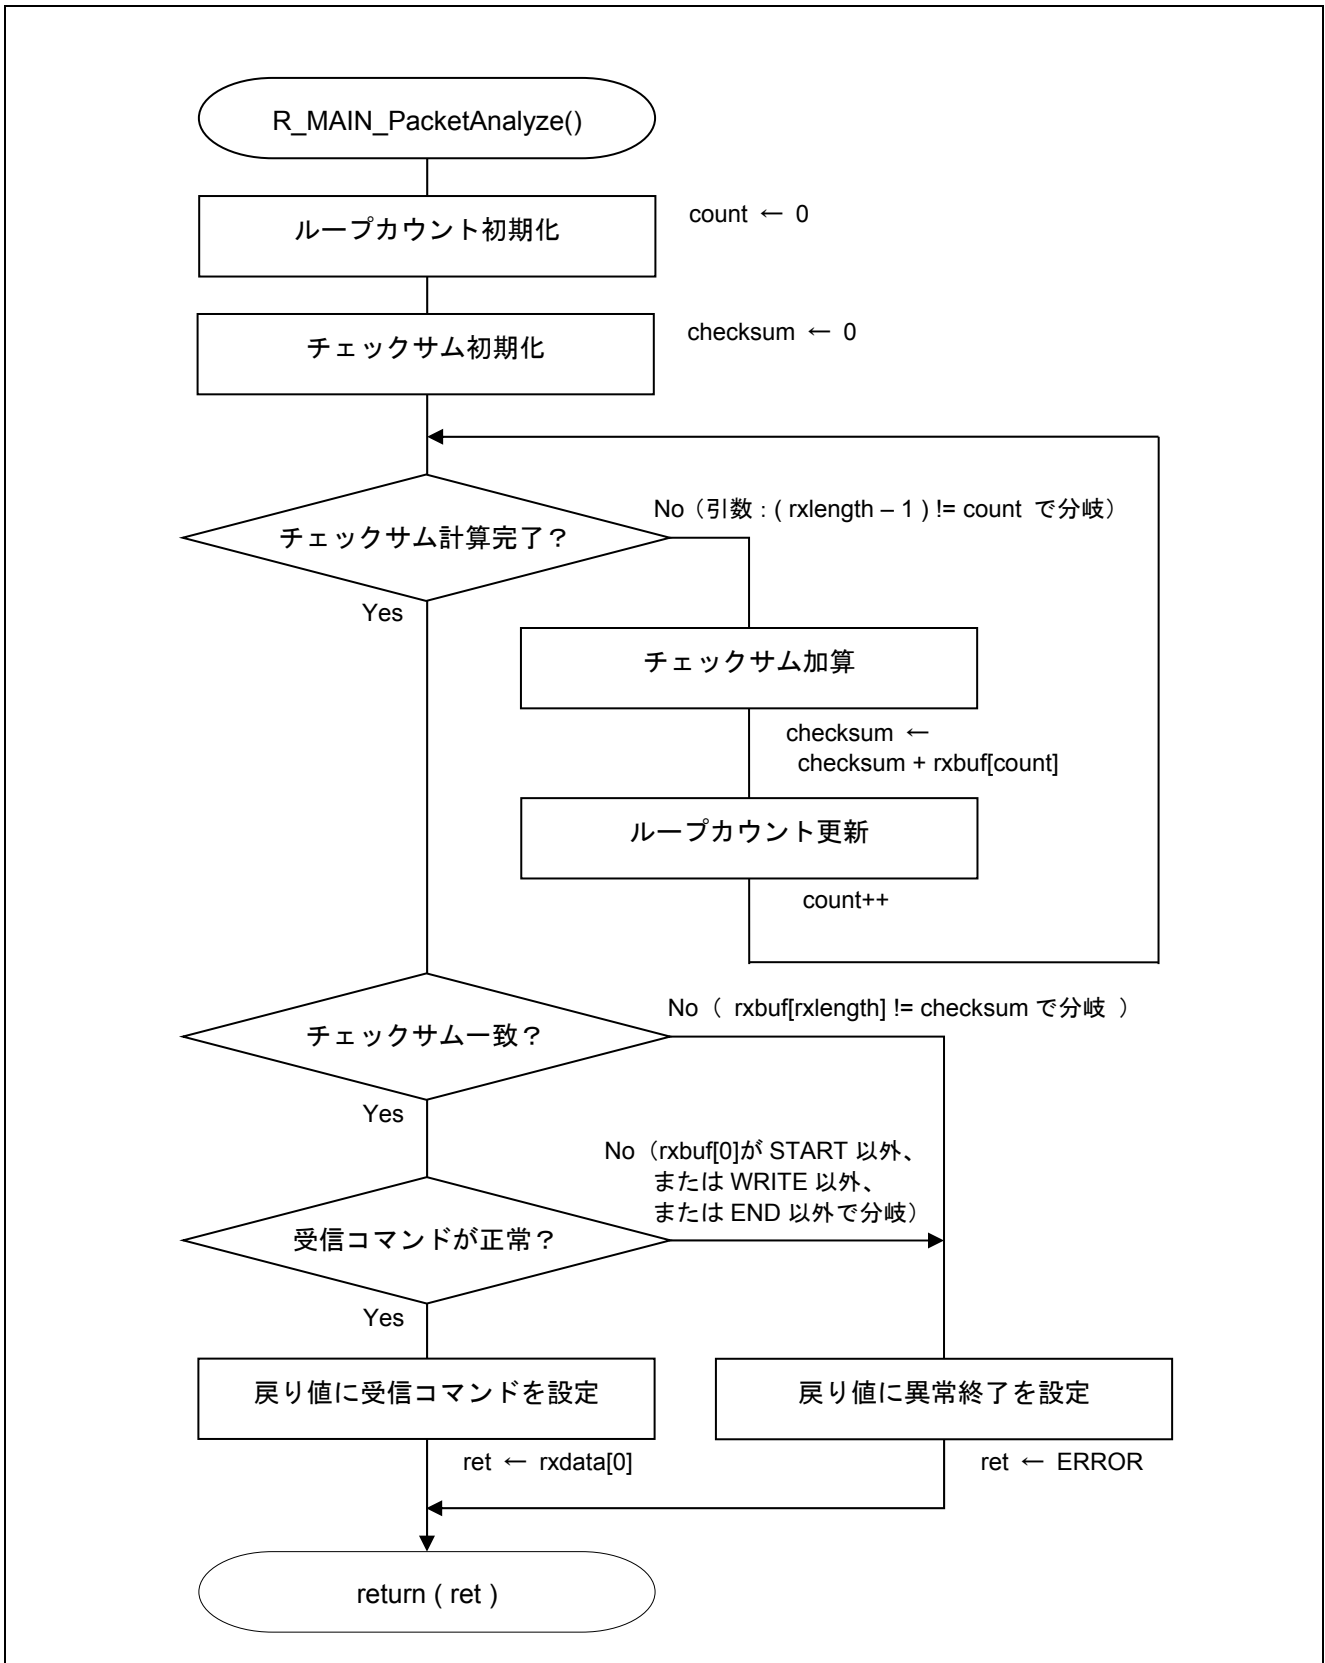 R_MAIN_PacketAnalyze()
ループカウント初期化
count ← 0
チェックサム初期化
checksum ← 0
チェックサム計算完了？
No（引数：( rxlength – 1 ) != count で分岐）
Yes
チェックサム加算
checksum ←
checksum + rxbuf[count]
ループカウント更新
count++
チェックサム一致？
No（ rxbuf[rxlength] != checksum で分岐 ）
Yes
No（rxbuf[0]が START 以外、
または WRITE 以外、
または END 以外で分岐）
受信コマンドが正常？
Yes
戻り値に受信コマンドを設定
戻り値に異常終了を設定
ret ← rxdata[0]
ret ← ERROR
return ( ret )